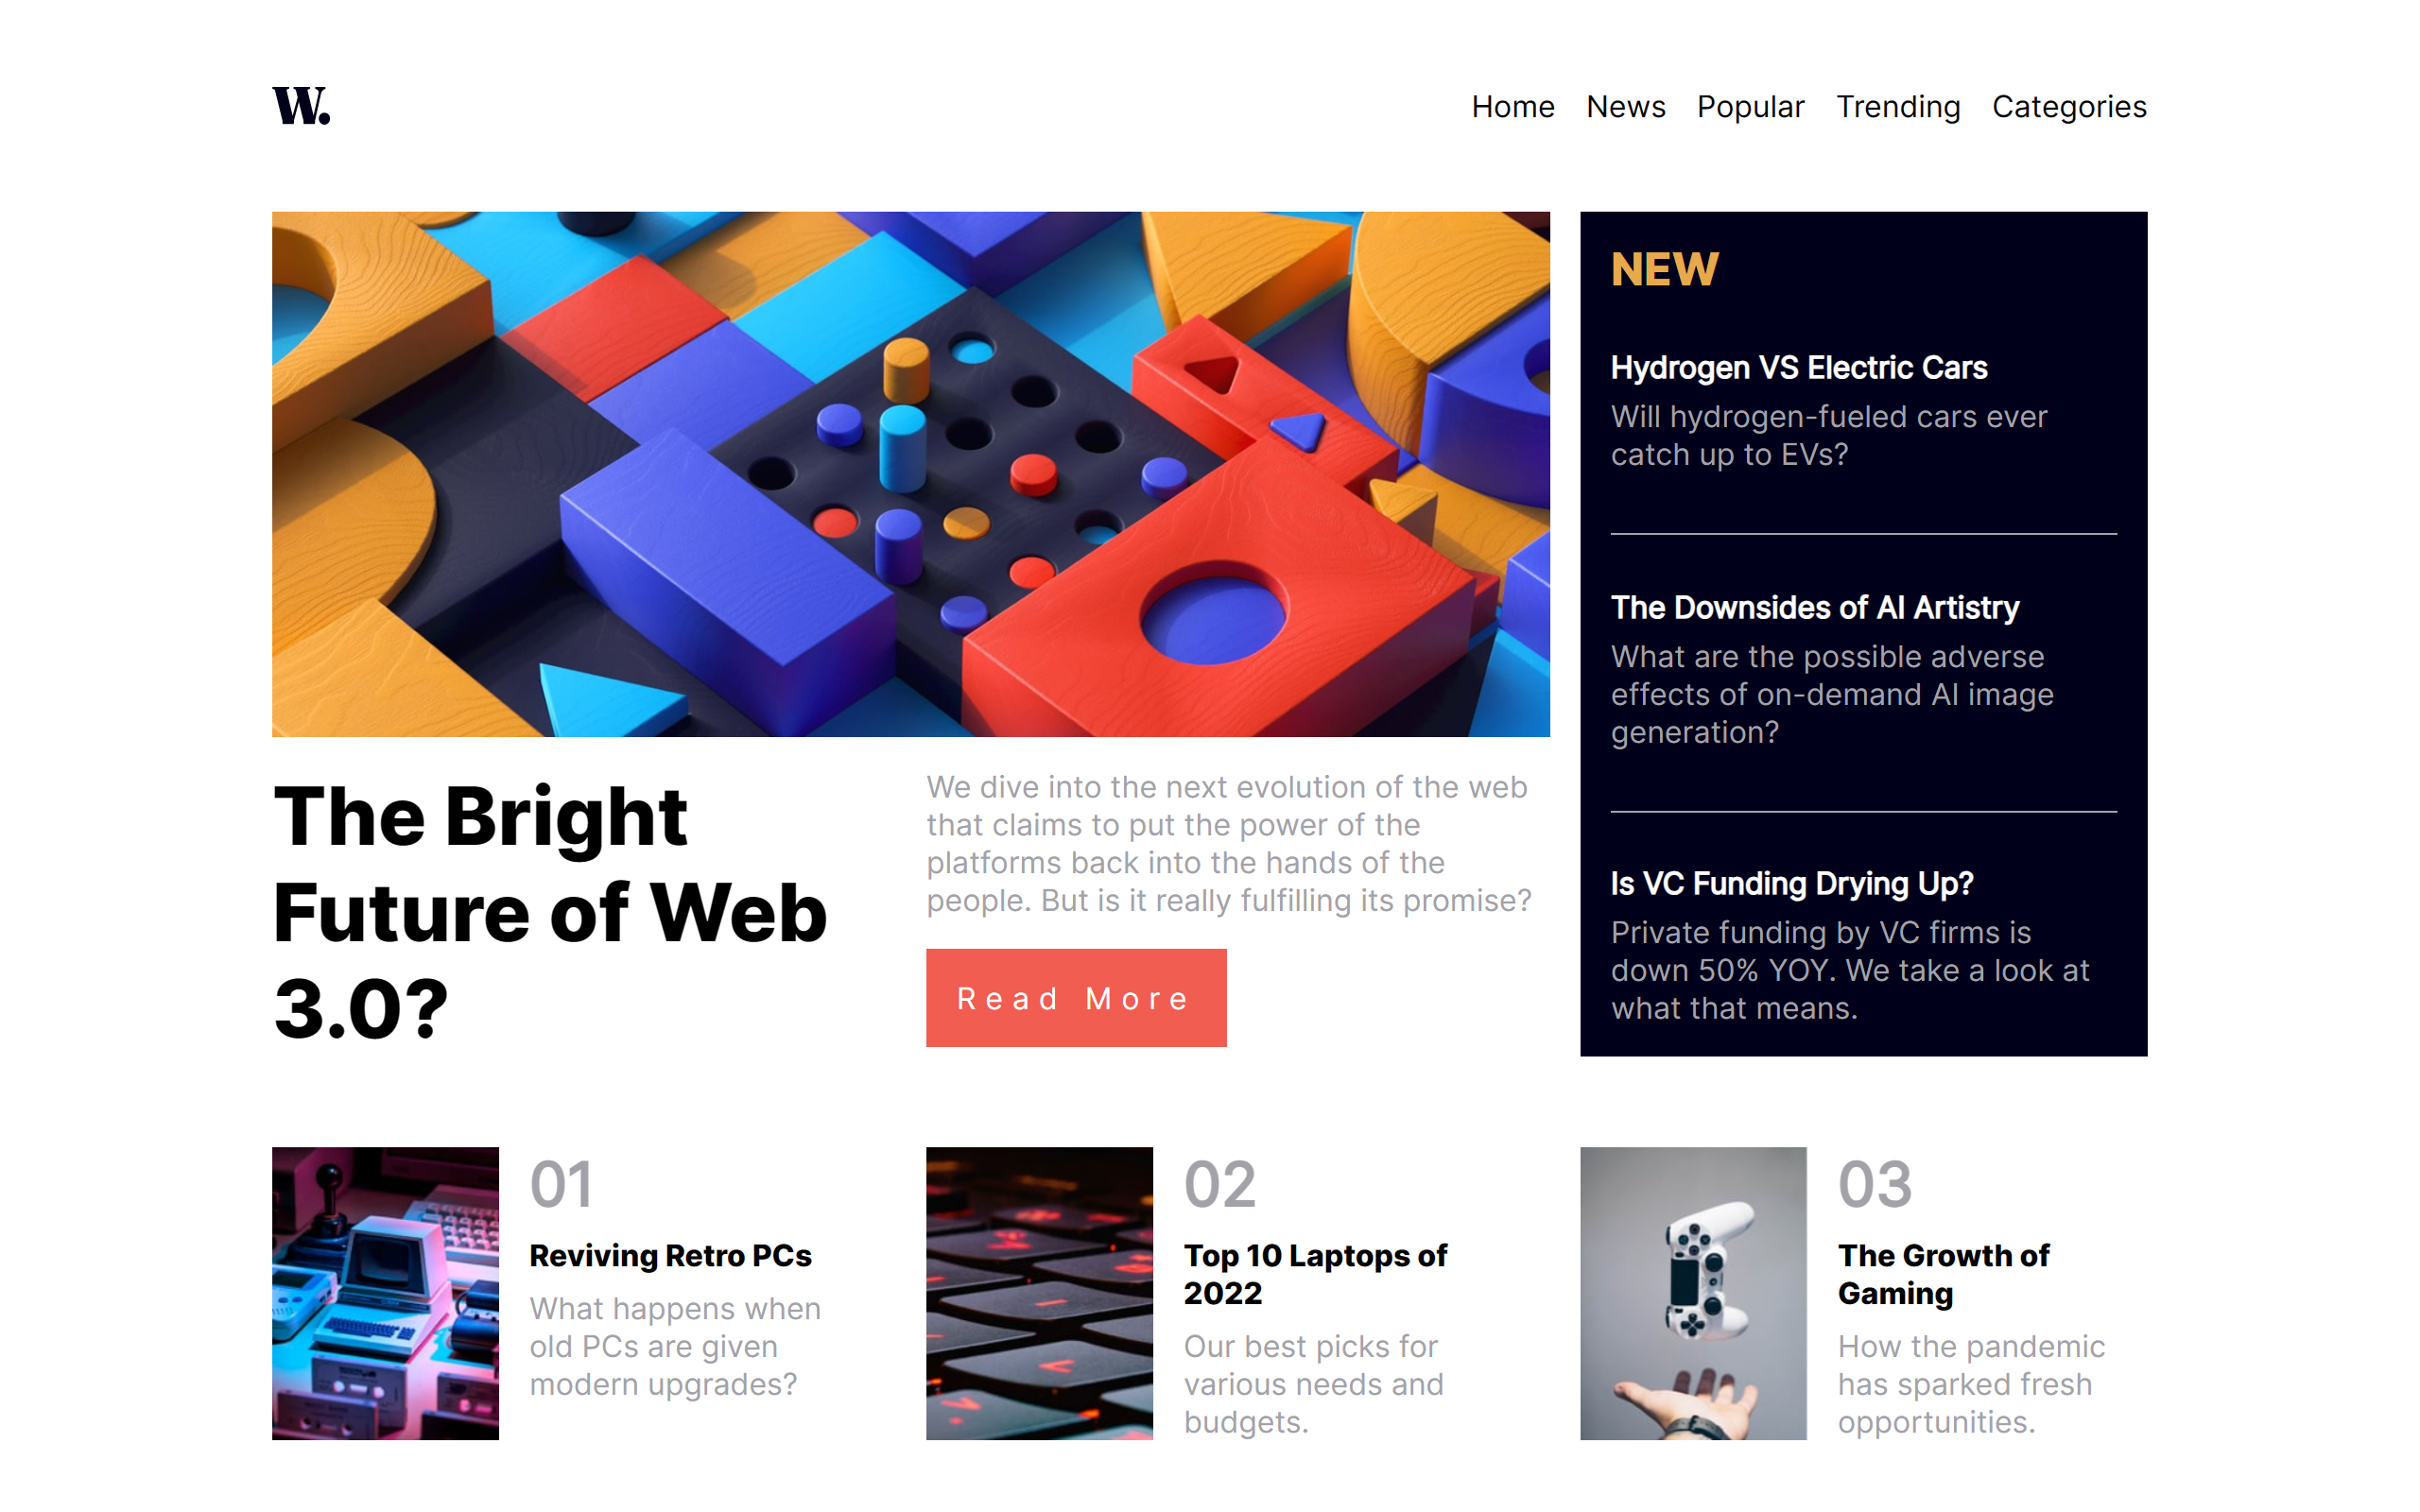 W.
Home News Popular Trending Categories
NEW
Hydrogen VS Electric Cars
Will hydrogen-fueled cars ever
catch up to EVs?
The Downsides of AI Artistry
What are the possible adverse
effects of on-demand AI image
generation?
Is VC Funding Drying Up?
Private funding by VC firms is
down 50% YOY. We take a look at
what that means.
The Bright
Future of Web
3.0?
We dive into the next evolution of the web
that claims to put the power of the
platforms back into the hands of the
people. But is it really fulfilling its promise?
Read More
01
Reviving Retro PCs
What happens when
old PCs are given
modern upgrades?
02
Top 10 Laptops of
2022
Our best picks for
various needs and
budgets.
03
The Growth of
Gaming
How the pandemic
has sparked fresh
opportunities.